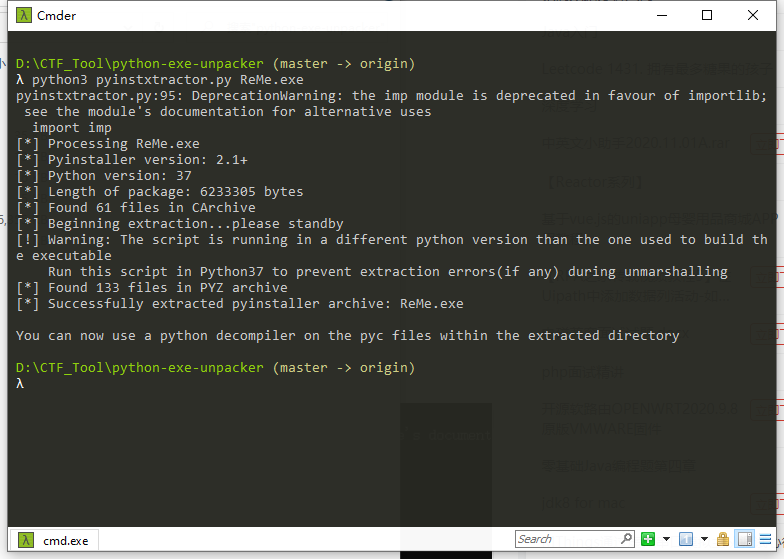 Cmder
D:\CTF_Tool\python-exe-unpacker (master -> origin)
λ python3 pyinstxtractor.py ReMe.exe
pyinstxtractor.py:95: DeprecationWarning: the imp module is deprecated in favour of importlib;
 see the module's documentation for alternative uses
  import imp
[*] Processing ReMe.exe
[*] Pyinstaller version: 2.1+
[*] Python version: 37
[*] Length of package: 6233305 bytes
[*] Found 61 files in CArchive
[*] Beginning extraction...please standby
[!] Warning: The script is running in a different python version than the one used to build th
e executable
    Run this script in Python37 to prevent extraction errors(if any) during unmarshalling
[*] Found 133 files in PYZ archive
[*] Successfully extracted pyinstaller archive: ReMe.exe
You can now use a python decompiler on the pyc files within the extracted directory
D:\CTF_Tool\python-exe-unpacker (master -> origin)
λ
cmd.exe
Search